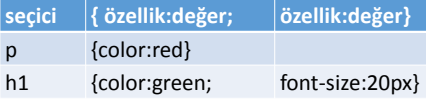 seçici { özellik:değer; özellik:değer}
p {color:red}
h1 {color:green; font-size:20px}